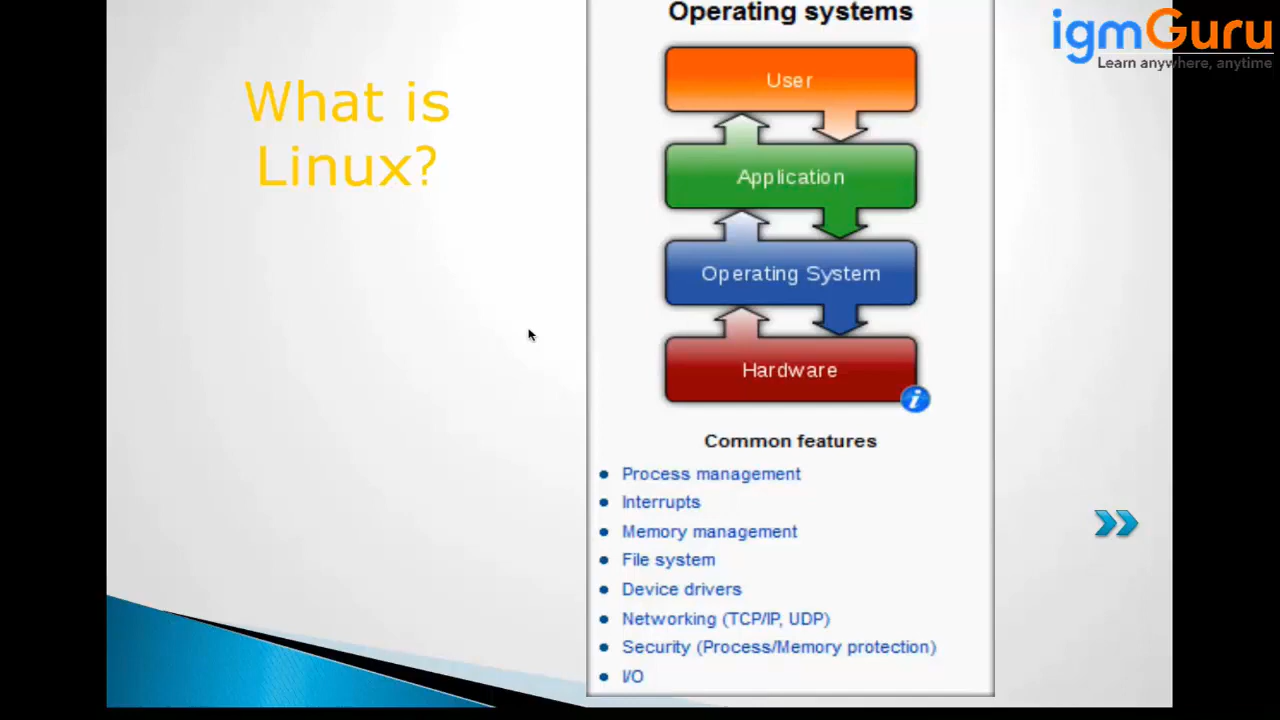 What is
Linux?
Operating systems
User
Application
Operating System
Hardware
i
Common features
Process management
Interrupts
Memory management
File system
Device drivers
Networking (TCP/IP, UDP)
Security (Process/Memory protection)
I/O
igmGuru
Learn anywhere, anytime